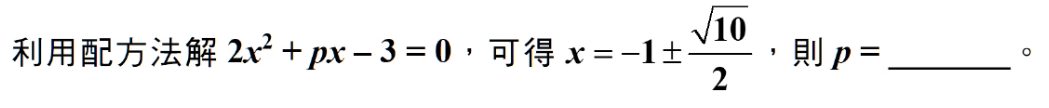 利用配方法解 2x² + px − 3 = 0，可得 x = −1 ± √10/2，則 p = ________。